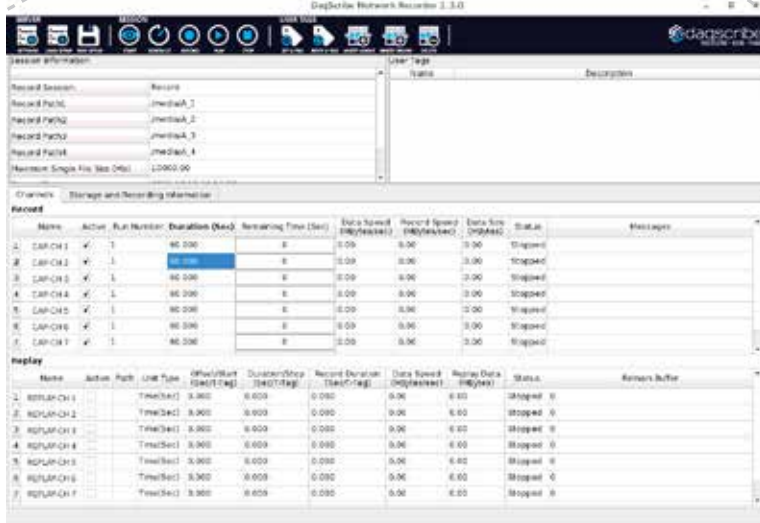 DaqScribe Network Recorder 2.3.0
SERVER SESSION USER TAGS
daqscribe
Session Information
User Tags
Name Description
Record Session Record
Record Path1 /media/A_1
Record Path2 /media/A_2
Record Path3 /media/A_3
Record Path4 /media/A_4
Maximum Single File Size (Mb) 10000.00
Channels Storage and Recording Information
Record
Name Active Run Number Duration (Sec) Remaining Time (Sec) Data Speed (MBytes/sec) Record Speed (MBytes/sec) Data Size (MBytes) Status Messages
1 CAP-CH 1 1 60.000 0 0.00 0.00 0.00 Stopped
2 CAP-CH 2 1 60.000 0 0.00 0.00 0.00 Stopped
3 CAP-CH 3 1 60.000 0 0.00 0.00 0.00 Stopped
4 CAP-CH 4 1 60.000 0 0.00 0.00 0.00 Stopped
5 CAP-CH 5 1 60.000 0 0.00 0.00 0.00 Stopped
6 CAP-CH 6 1 60.000 0 0.00 0.00 0.00 Stopped
7 CAP-CH 7 1 60.000 0 0.00 0.00 0.00 Stopped
Replay
Name Active Path Unit Type Offset/Start (Sec/T-Tag) Duration/Stop (Sec/T-Tag) Record Duration (Sec/T-Tag) Data Speed (MBytes/sec) Replay Data (MBytes) Status Remain Buffer
1 REPLAY-CH 1 Time(Sec) 0.000 0.000 0.000 0.00 0.00 Stopped 0
2 REPLAY-CH 2 Time(Sec) 0.000 0.000 0.000 0.00 0.00 Stopped 0
3 REPLAY-CH 3 Time(Sec) 0.000 0.000 0.000 0.00 0.00 Stopped 0
4 REPLAY-CH 4 Time(Sec) 0.000 0.000 0.000 0.00 0.00 Stopped 0
5 REPLAY-CH 5 Time(Sec) 0.000 0.000 0.000 0.00 0.00 Stopped 0
6 REPLAY-CH 6 Time(Sec) 0.000 0.000 0.000 0.00 0.00 Stopped 0
7 REPLAY-CH 7 Time(Sec) 0.000 0.000 0.000 0.00 0.00 Stopped 0